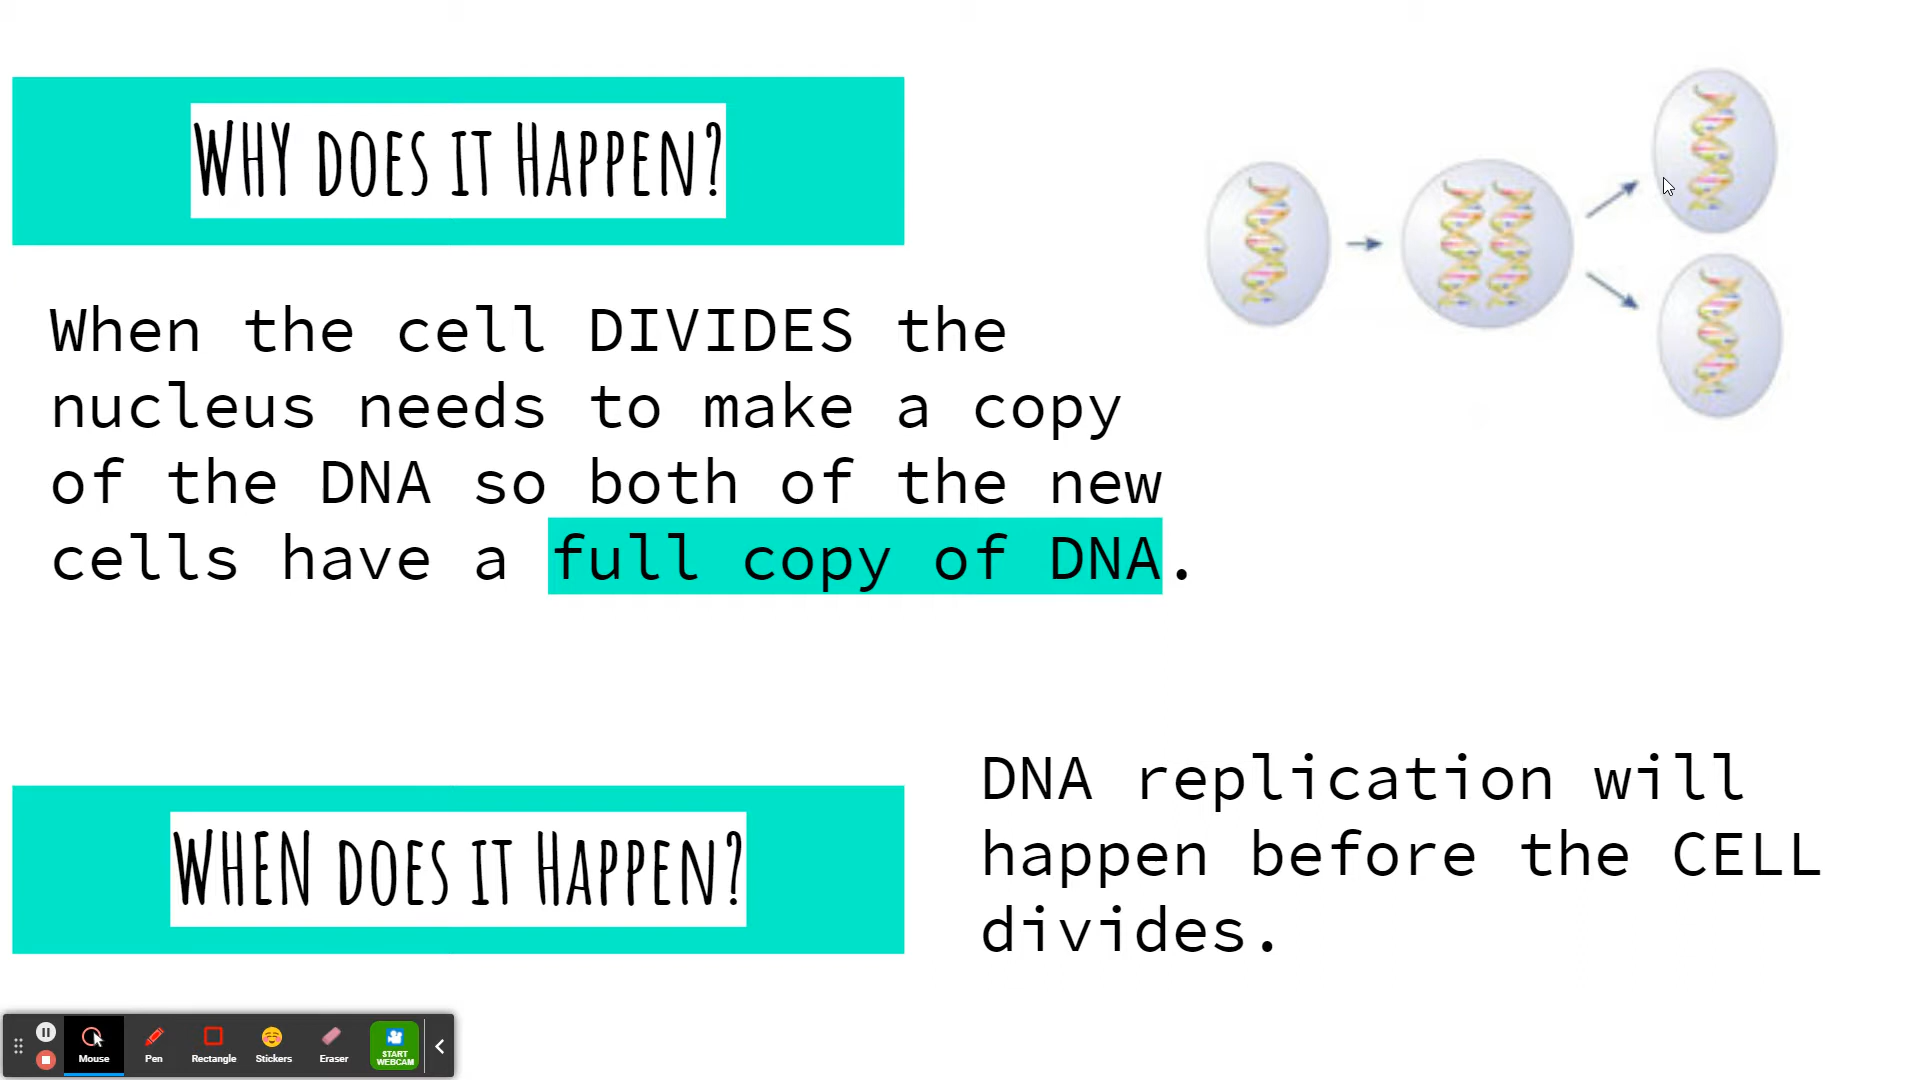 WHY does it Happen?
When the cell DIVIDES the
nucleus needs to make a copy
of the DNA so both of the new
cells have a full copy of DNA.
WHEN does it Happen?
DNA replication will
happen before the CELL
divides.
Mouse
Pen
Rectangle
Stickers
Eraser
START
WEBCAM